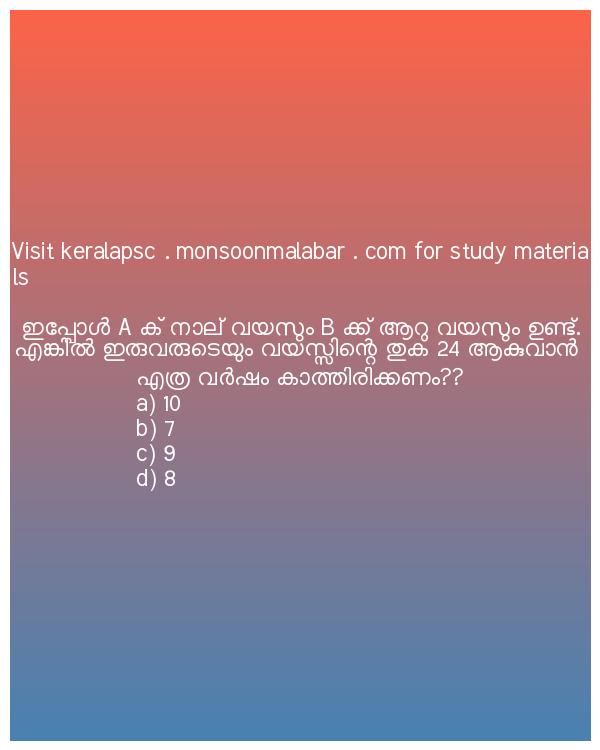 Visit keralapsc . monsoonmalabar . com for study materia
ls
ഇപ്പോൾ A ക് നാല് വയസും B ക്ക് ആറു വയസും ഉണ്ട്.
എങ്കിൽ ഇരുവരുടെയും വയസ്സിന്റെ തുക 24 ആകുവാൻ
എത്ര വർഷം കാത്തിരിക്കണം??
a) 10
b) 7
c) 9
d) 8